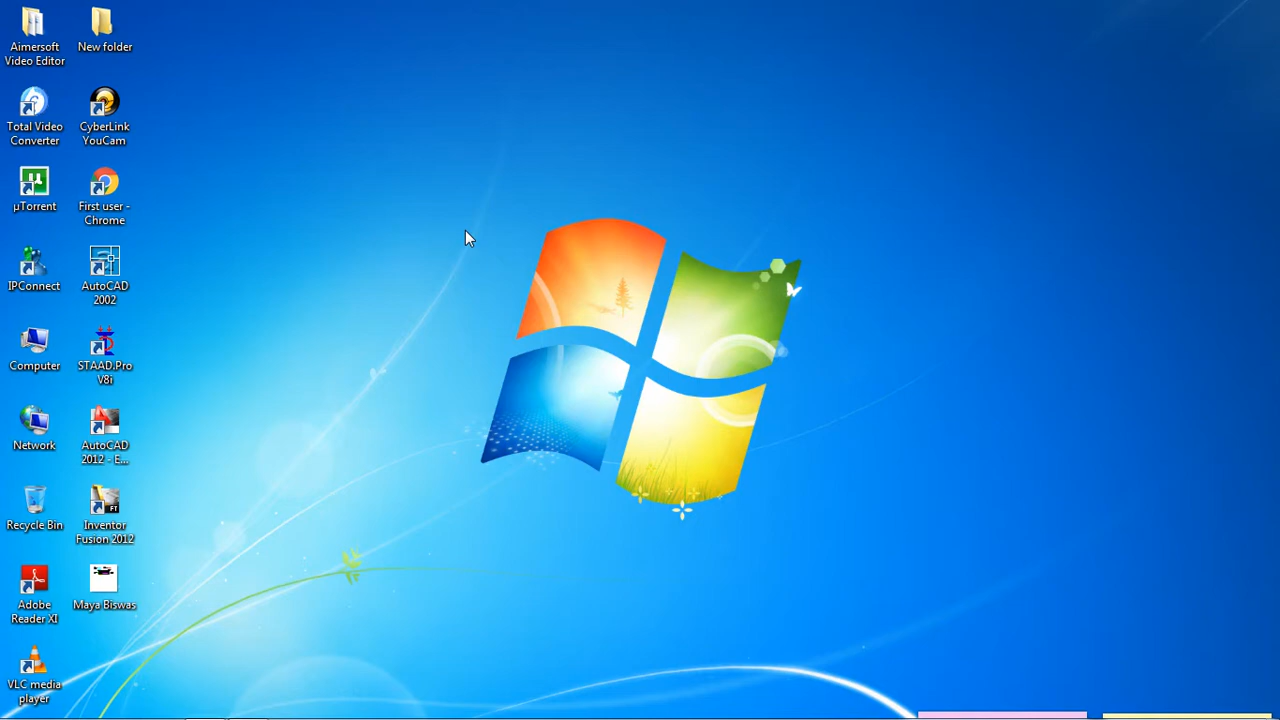 Aimersoft
Video Editor
New folder
Total Video
Converter
CyberLink
YouCam
µTorrent
First user -
Chrome
IPConnect
AutoCAD
2002
Computer
STAAD.Pro
V8i
Network
AutoCAD
2012 - E...
Recycle Bin
Inventor
Fusion 2012
FT
Adobe
Reader XI
Maya Biswas
VLC media
player